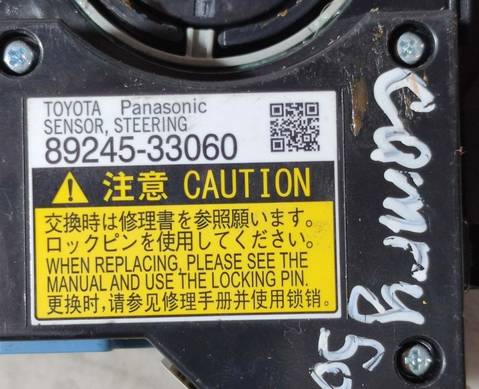 TOYOTA Panasonic
SENSOR, STEERING
89245-33060
注意 CAUTION
交換時は修理書を参照願います。
ロックピンを使用してください。
WHEN REPLACING, PLEASE SEE THE
MANUAL AND USE THE LOCKING PIN.
更换时,请参见修理手册并使用锁销。
Camry 50